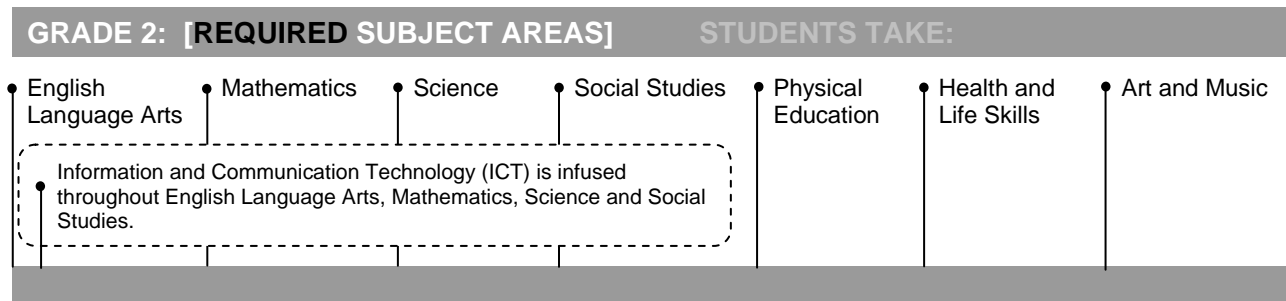 GRADE 2: [REQUIRED SUBJECT AREAS] STUDENTS TAKE:
English
Language Arts
Mathematics
Science
Social Studies
Physical
Education
Health and
Life Skills
Art and Music
Information and Communication Technology (ICT) is infused
throughout English Language Arts, Mathematics, Science and Social
Studies.